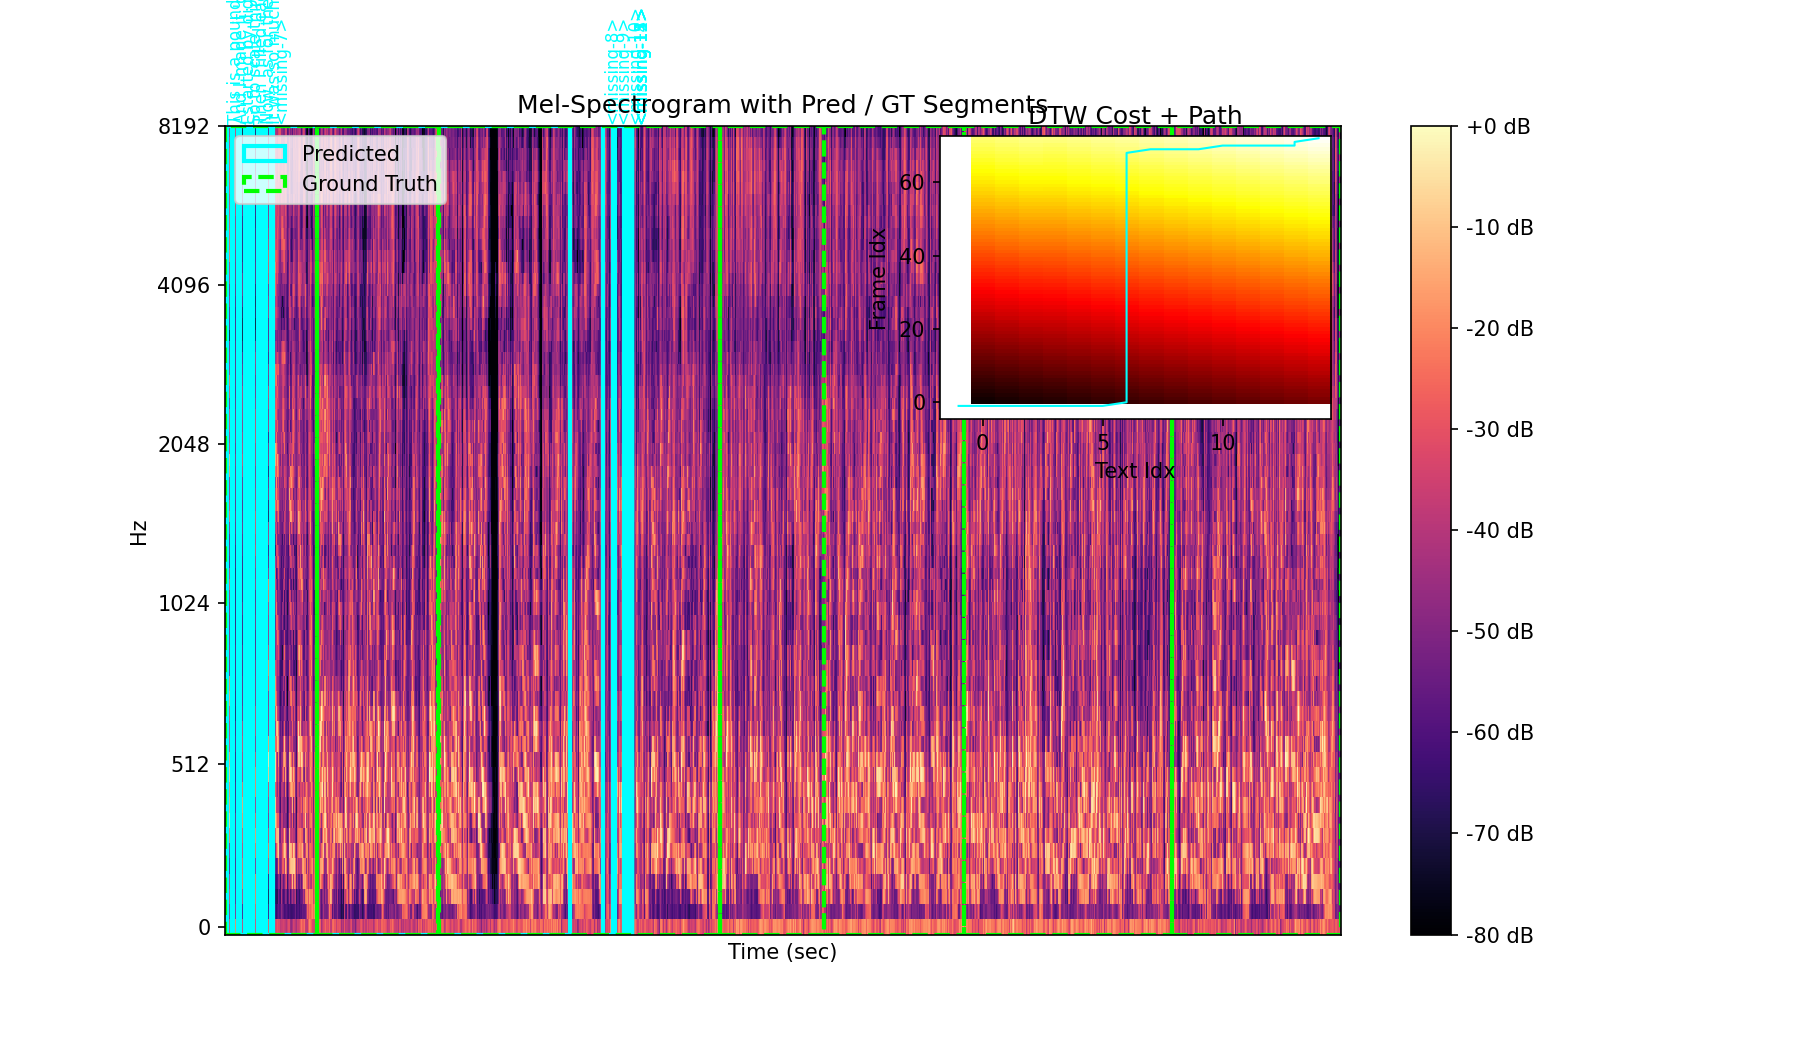 This is a
<missing-7>
<missing-8>
<missing-9>
Mel-Spectrogram with Pred / GT Segments
DTW Cost + Path
Predicted
Ground Truth
8192
4096
2048
1024
512
0
Hz
Time (sec)
60
40
20
0
Frame Idx
0
5
10
Text Idx
+0 dB
-10 dB
-20 dB
-30 dB
-40 dB
-50 dB
-60 dB
-70 dB
-80 dB